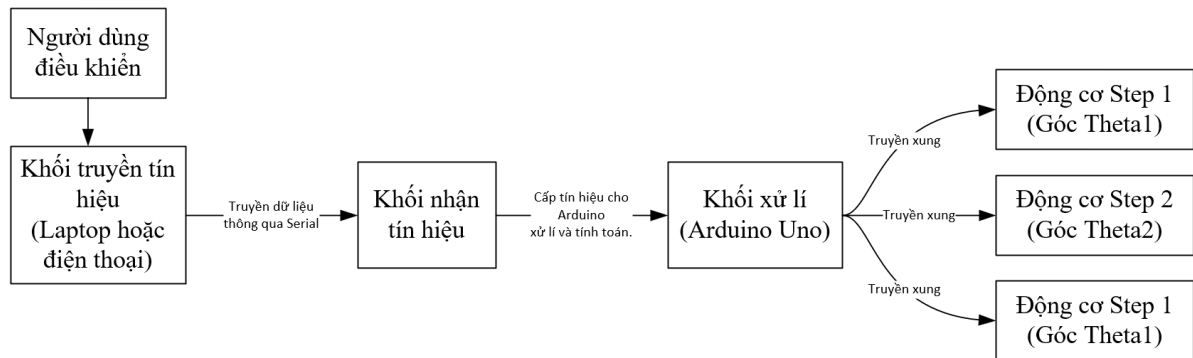 Người dùng
điều khiển
Khối truyền tín
hiệu
(Laptop hoặc
điện thoại)
Truyền dữ liệu
thông qua Serial
Khối nhận
tín hiệu
Cấp tín hiệu cho
Arduino
xử lí và tính toán.
Khối xử lí
(Arduino Uno)
Truyền xung
Động cơ Step 1
(Góc Theta1)
Truyền xung
Động cơ Step 2
(Góc Theta2)
Truyền xung
Động cơ Step 1
(Góc Theta1)